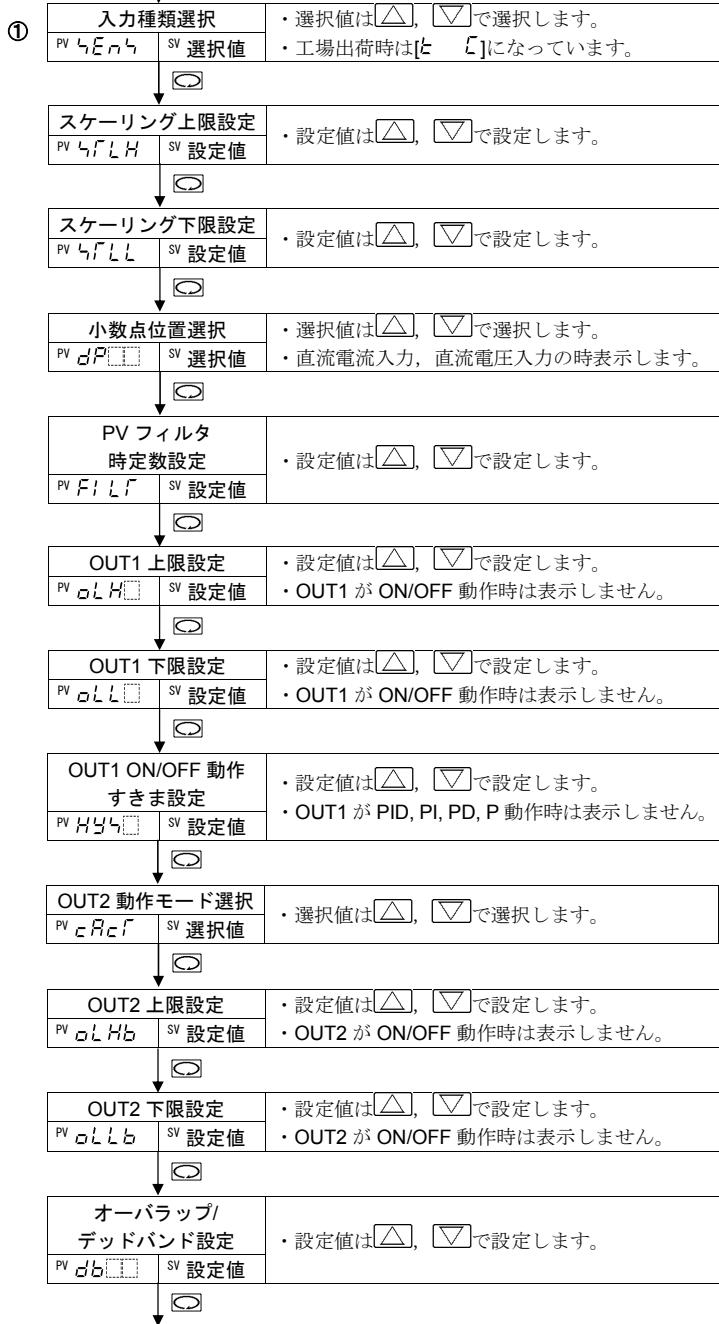 ①
入力種類選択
PV SEnS SV 選択値
・選択値は△, ▽で選択します。
・工場出荷時は[E   C]になっています。
スケーリング上限設定
PV SrLH SV 設定値
・設定値は△, ▽で設定します。
スケーリング下限設定
PV SrLL SV 設定値
・設定値は△, ▽で設定します。
小数点位置選択
PV dP□□ SV 選択値
・選択値は△, ▽で選択します。
・直流電流入力, 直流電圧入力の時表示します。
PV フィルタ
時定数設定
PV FILT SV 設定値
・設定値は△, ▽で設定します。
OUT1 上限設定
PV oLH□ SV 設定値
・設定値は△, ▽で設定します。
・OUT1 が ON/OFF 動作時は表示しません。
OUT1 下限設定
PV oLL□ SV 設定値
・設定値は△, ▽で設定します。
・OUT1 が ON/OFF 動作時は表示しません。
OUT1 ON/OFF 動作
すきま設定
PV HYS□ SV 設定値
・設定値は△, ▽で設定します。
・OUT1 が PID, PI, PD, P 動作時は表示しません。
OUT2 動作モード選択
PV cAcT SV 選択値
・選択値は△, ▽で選択します。
OUT2 上限設定
PV oLHb SV 設定値
・設定値は△, ▽で設定します。
・OUT2 が ON/OFF 動作時は表示しません。
OUT2 下限設定
PV oLLb SV 設定値
・設定値は△, ▽で設定します。
・OUT2 が ON/OFF 動作時は表示しません。
オーバラップ/
デッドバンド設定
PV db□□ SV 設定値
・設定値は△, ▽で設定します。